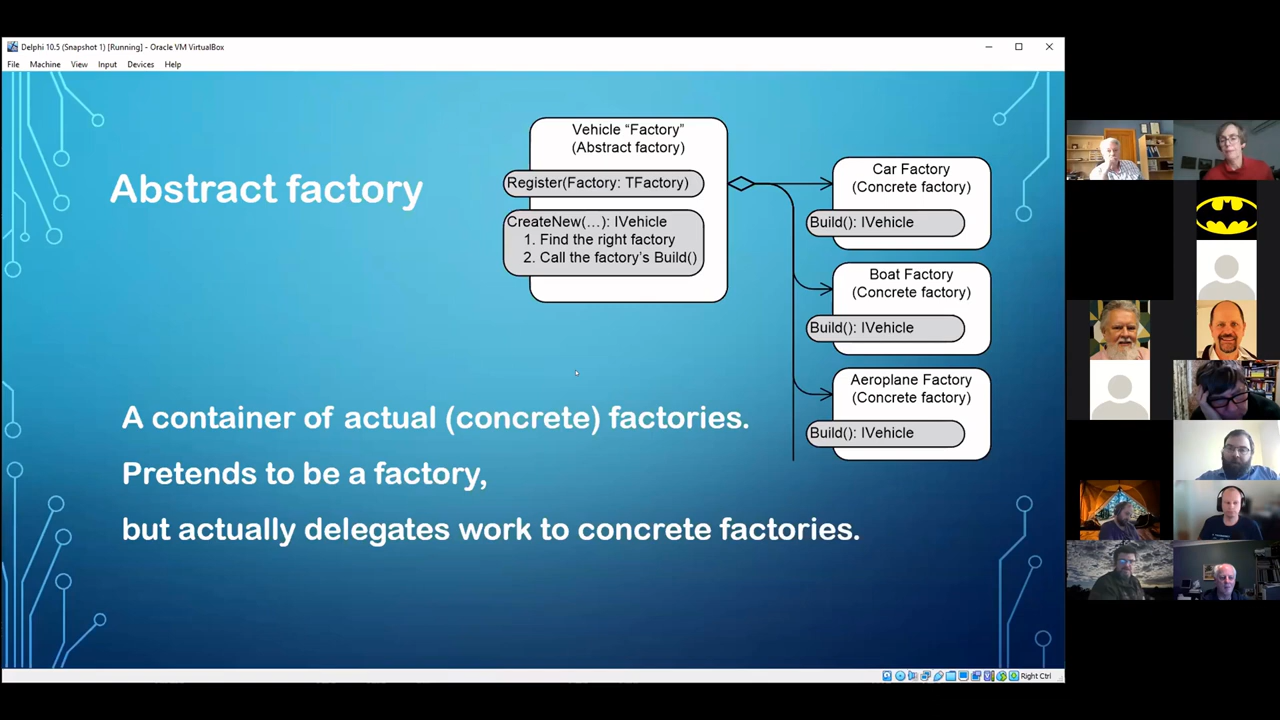 Delphi 10.5 (Snapshot 1) [Running] - Oracle VM VirtualBox
File Machine View Input Devices Help
Abstract factory
Vehicle “Factory”
(Abstract factory)
Register(Factory: TFactory)
CreateNew(…): IVehicle
1. Find the right factory
2. Call the factory’s Build()
Car Factory
(Concrete factory)
Build(): IVehicle
Boat Factory
(Concrete factory)
Build(): IVehicle
Aeroplane Factory
(Concrete factory)
Build(): IVehicle
A container of actual (concrete) factories.
Pretends to be a factory,
but actually delegates work to concrete factories.
Right Ctrl